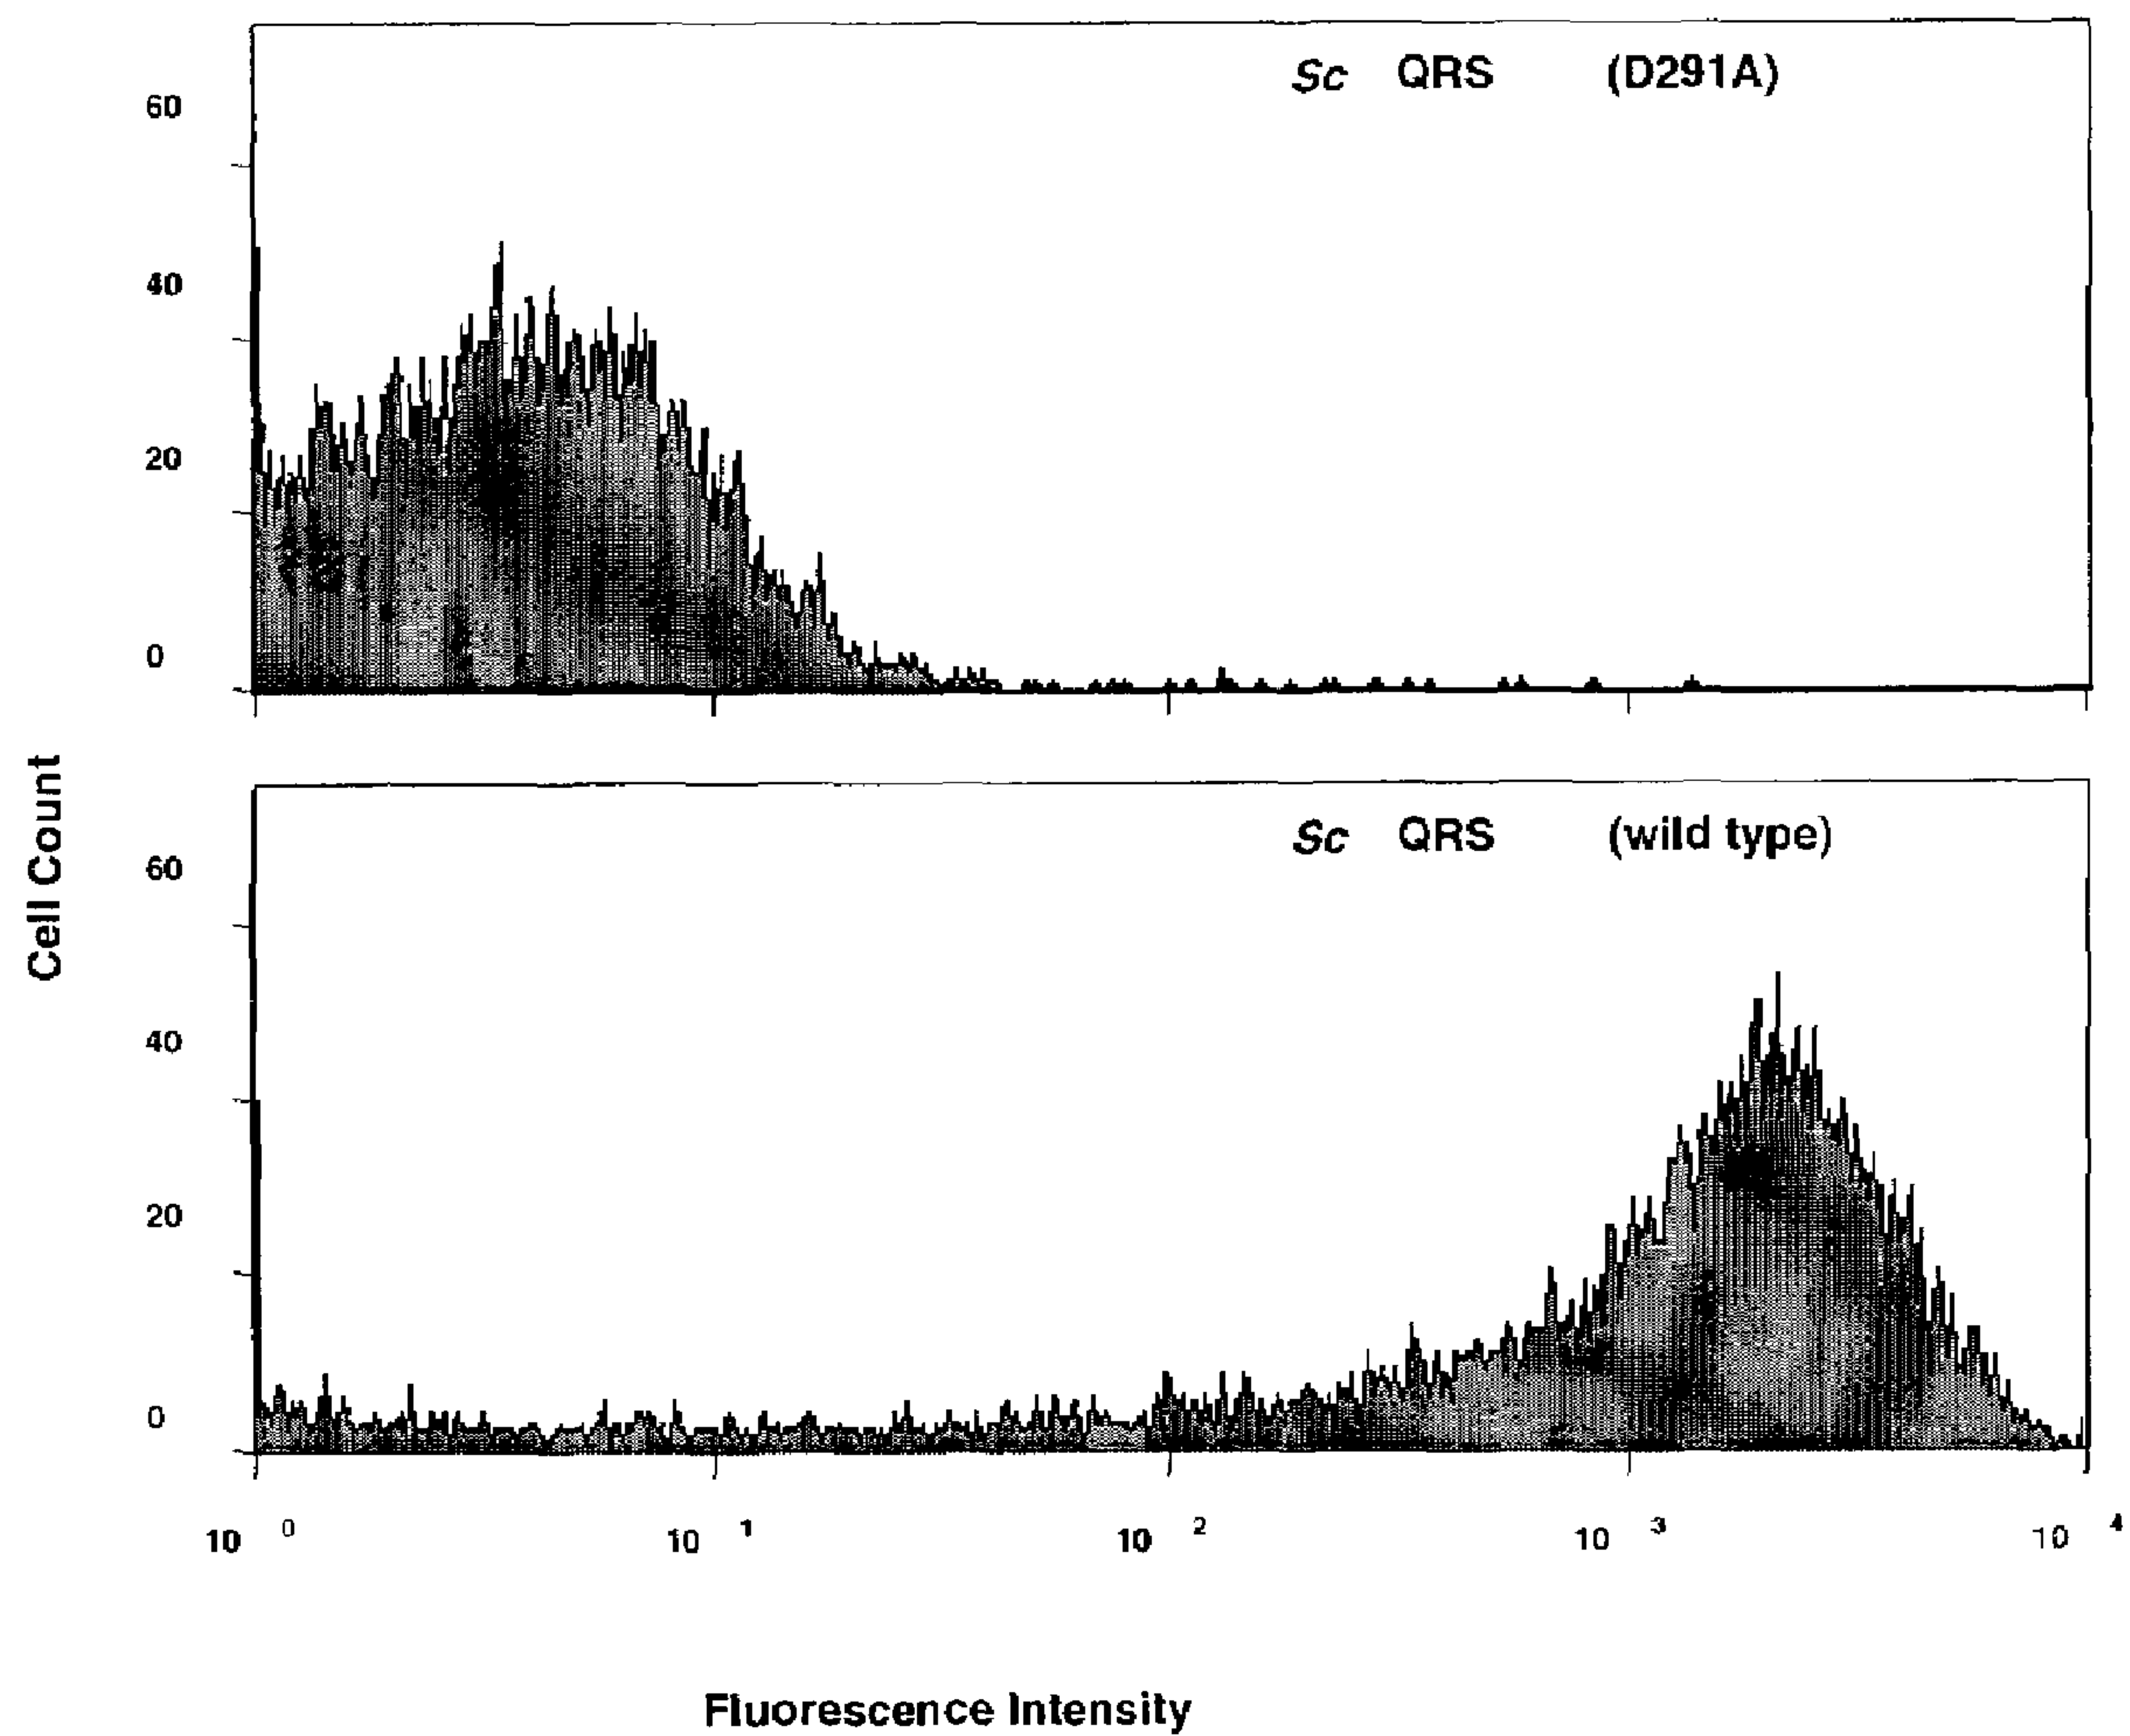 Sc QRS (D291A)
60
40
20
0
Sc QRS (wild type)
60
40
20
0
Cell Count
10 0 10 1 10 2 10 3 10 4
Fluorescence Intensity